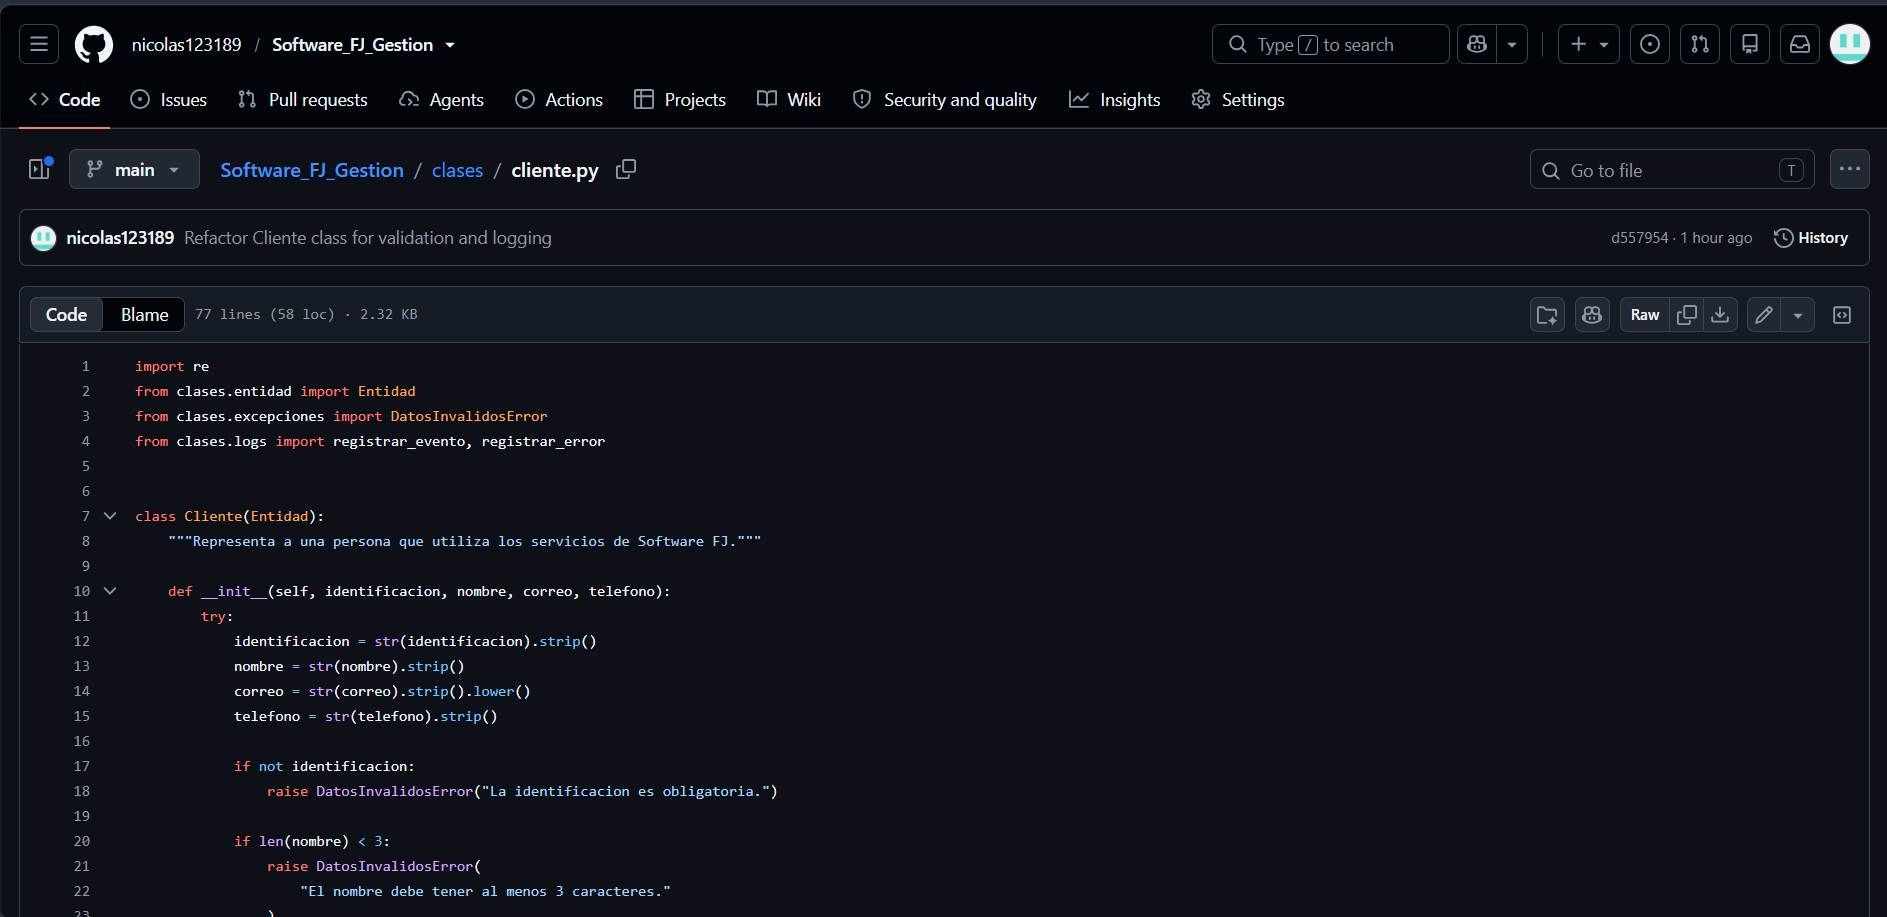 nicolas123189 / Software_FJ_Gestion
Type / to search
Code Issues Pull requests Agents Actions Projects Wiki Security and quality Insights Settings
main Software_FJ_Gestion / clases / cliente.py Go to file T
nicolas123189 Refactor Cliente class for validation and logging d557954 · 1 hour ago History
Code Blame 77 lines (58 loc) · 2.32 KB Raw
1 import re
2 from clases.entidad import Entidad
3 from clases.excepciones import DatosInvalidosError
4 from clases.logs import registrar_evento, registrar_error
5
6
7 class Cliente(Entidad):
8 """Representa a una persona que utiliza los servicios de Software FJ."""
9
10 def __init__(self, identificacion, nombre, correo, telefono):
11 try:
12 identificacion = str(identificacion).strip()
13 nombre = str(nombre).strip()
14 correo = str(correo).strip().lower()
15 telefono = str(telefono).strip()
16
17 if not identificacion:
18 raise DatosInvalidosError("La identificacion es obligatoria.")
19
20 if len(nombre) < 3:
21 raise DatosInvalidosError(
22 "El nombre debe tener al menos 3 caracteres."
23 )